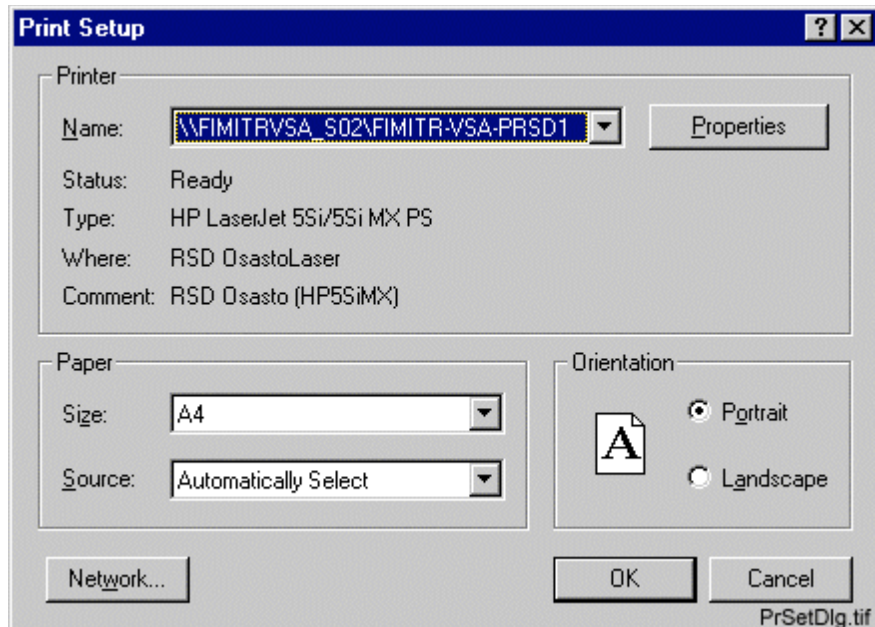 Print Setup
Printer
Name: \\FIMITRVSA_S02\FIMITR-VSA-PRSD1 Properties
Status: Ready
Type: HP LaserJet 5Si/5Si MX PS
Where: RSD OsastoLaser
Comment: RSD Osasto (HP5SiMX)
Paper
Size: A4
Source: Automatically Select
Orientation
A
Portrait
Landscape
Network... OK Cancel
PrSetDlg.tif